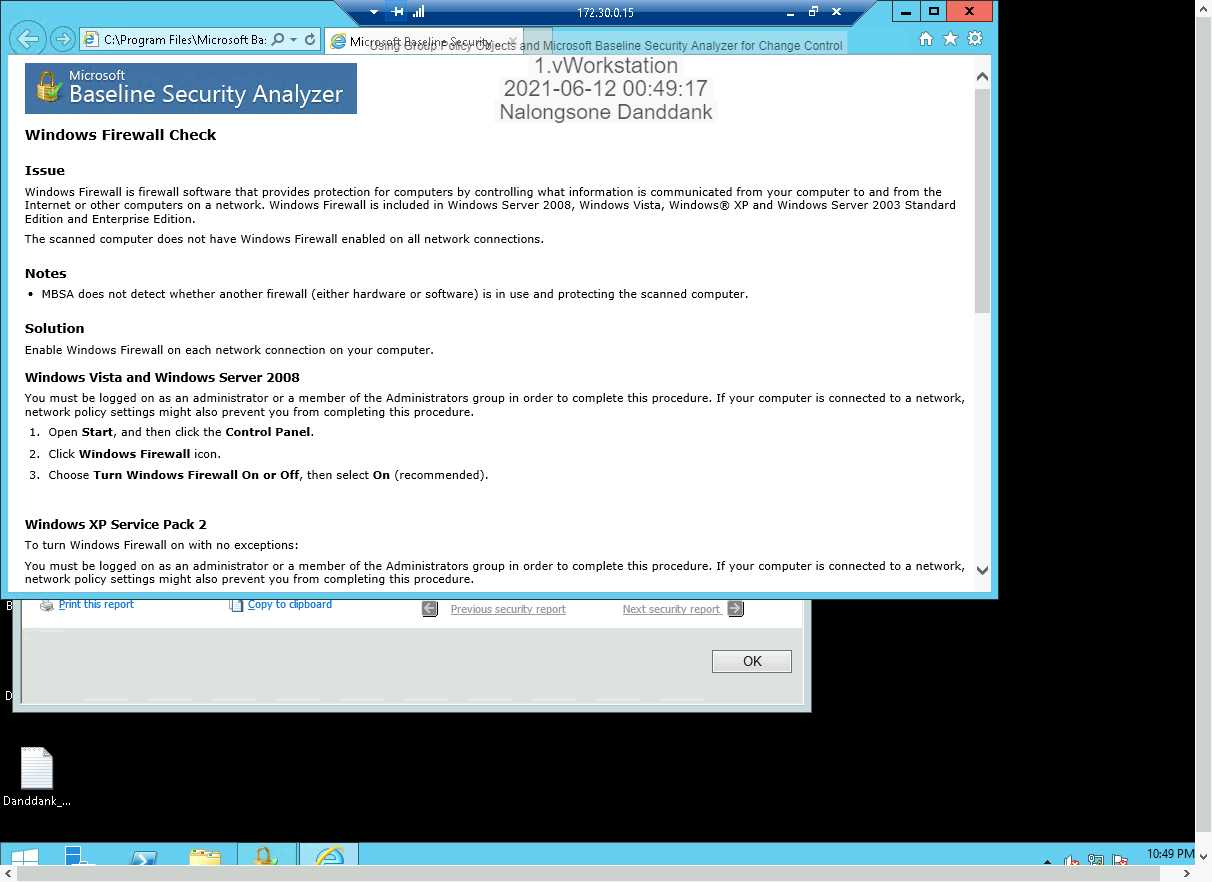 172.30.0.15
C:\Program Files\Microsoft Ba:
Microsoft Baseline Security
Using Group Policy Objects and Microsoft Baseline Security Analyzer for Change Control
1.vWorkstation
2021-06-12 00:49:17
Nalongsone Danddank
Microsoft
Baseline Security Analyzer
Windows Firewall Check
Issue
Windows Firewall is firewall software that provides protection for computers by controlling what information is communicated from your computer to and from the
Internet or other computers on a network. Windows Firewall is included in Windows Server 2008, Windows Vista, Windows® XP and Windows Server 2003 Standard
Edition and Enterprise Edition.
The scanned computer does not have Windows Firewall enabled on all network connections.
Notes
• MBSA does not detect whether another firewall (either hardware or software) is in use and protecting the scanned computer.
Solution
Enable Windows Firewall on each network connection on your computer.
Windows Vista and Windows Server 2008
You must be logged on as an administrator or a member of the Administrators group in order to complete this procedure. If your computer is connected to a network,
network policy settings might also prevent you from completing this procedure.
1. Open Start, and then click the Control Panel.
2. Click Windows Firewall icon.
3. Choose Turn Windows Firewall On or Off, then select On (recommended).
Windows XP Service Pack 2
To turn Windows Firewall on with no exceptions:
You must be logged on as an administrator or a member of the Administrators group in order to complete this procedure. If your computer is connected to a network,
network policy settings might also prevent you from completing this procedure.
Print this report
Copy to clipboard
Previous security report
Next security report
OK
Danddank_...
10:49 PM